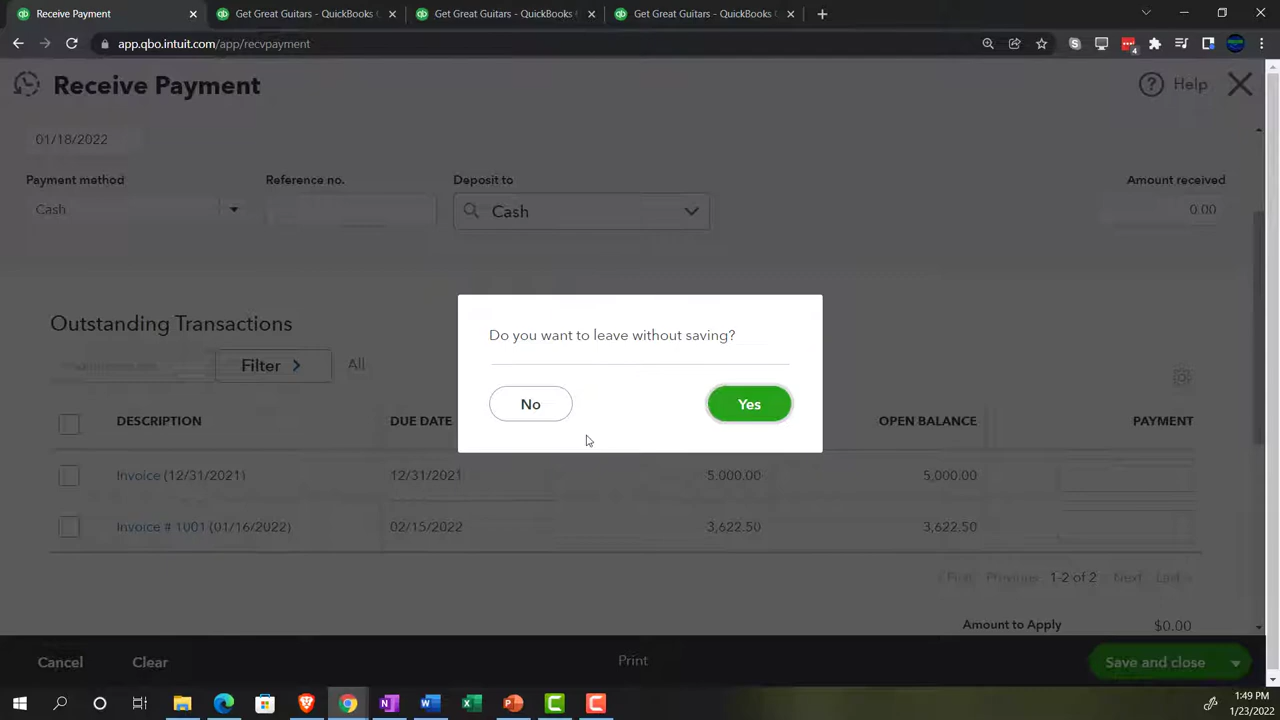 Receive Payment
Get Great Guitars - QuickBooks
Get Great Guitars - QuickBooks
Get Great Guitars - QuickBooks
app.qbo.intuit.com/app/recvpayment
4
Receive Payment
Help
01/18/2022
Payment method
Reference no.
Deposit to
Amount received
Cash
Cash
0.00
Do you want to leave without saving?
No
Yes
Outstanding Transactions
Filter
All
DESCRIPTION
DUE DATE
OPEN BALANCE
PAYMENT
Invoice (12/31/2021)
12/31/2021
5,000.00
5,000.00
Invoice # 1001 (01/16/2022)
02/15/2022
3,622.50
3,622.50
< First
Previous
1-2 of 2
Next
Last >
Amount to Apply
$0.00
Cancel
Clear
Print
Save and close
1:49 PM
1/23/2022